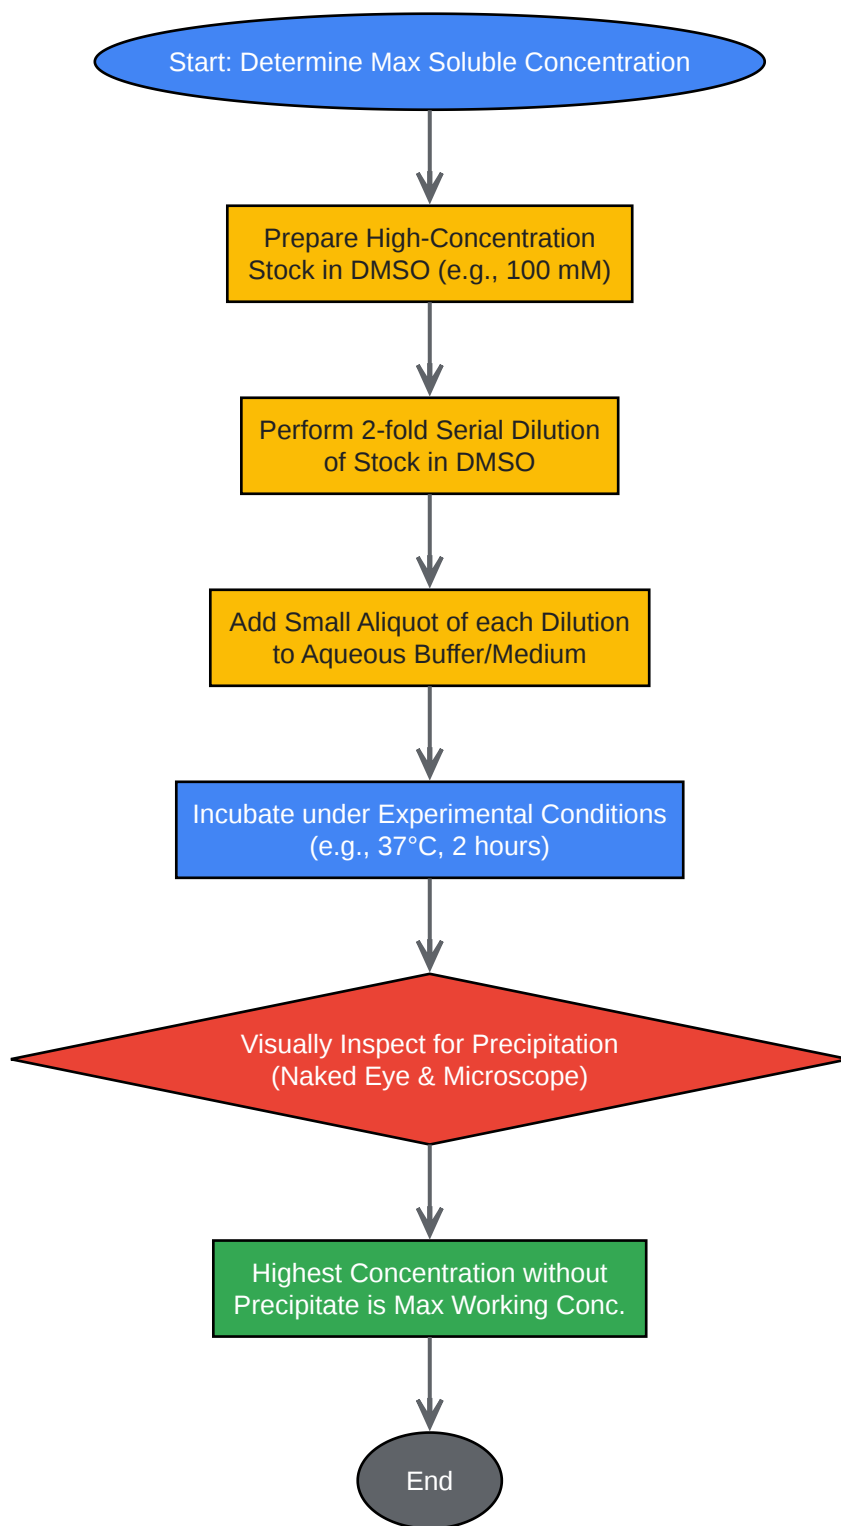 Start: Determine Max Soluble Concentration
Prepare High-Concentration
Stock in DMSO (e.g., 100 mM)
Perform 2-fold Serial Dilution
of Stock in DMSO
Add Small Aliquot of each Dilution
to Aqueous Buffer/Medium
Incubate under Experimental Conditions
(e.g., 37°C, 2 hours)
Visually Inspect for Precipitation
(Naked Eye & Microscope)
Highest Concentration without
Precipitate is Max Working Conc.
End